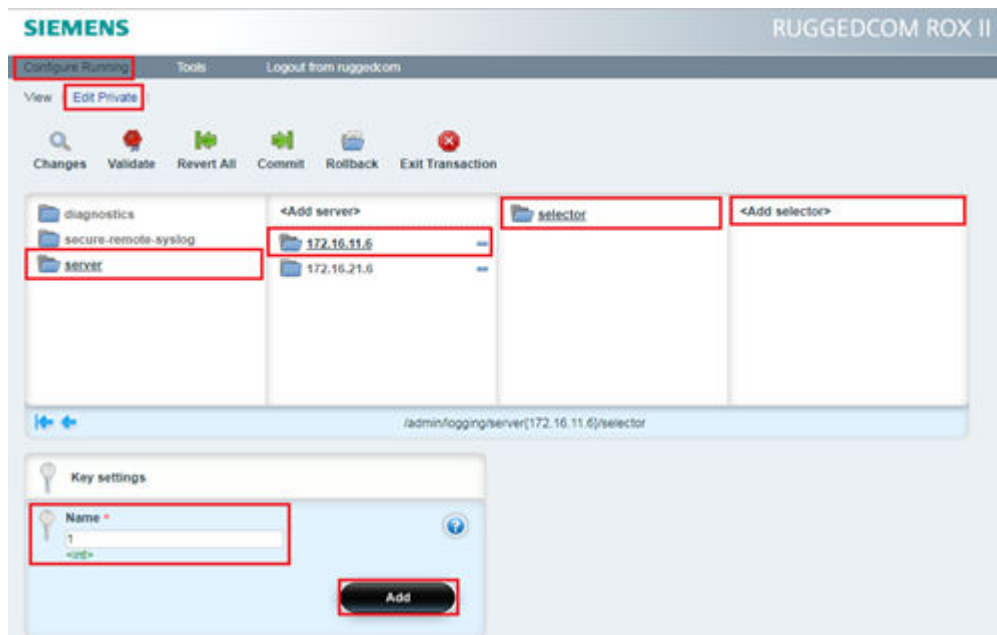 SIEMENS
RUGGEDCOM ROX II
Configure Running Tools Logout from ruggedcom
View Edit Private
Changes Validate Revert All Commit Rollback Exit Transaction
diagnostics
secure-remote-syslog
server
<Add server>
172.16.11.6
172.16.21.6
selector
<Add selector>
/admin/logging/server{172.16.11.6}/selector
Key settings
Name *
1
<int>
Add